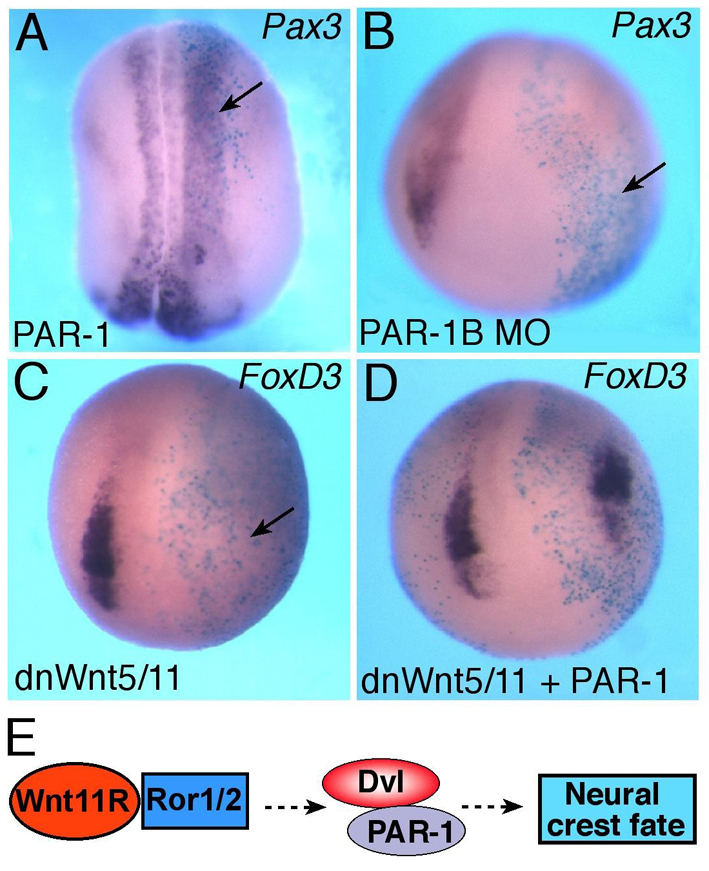 A
Pax3
PAR-1
B
Pax3
PAR-1B MO
C
FoxD3
dnWnt5/11
D
FoxD3
dnWnt5/11 + PAR-1
E
Wnt11R
Ror1/2
Dvl
PAR-1
Neural
crest fate